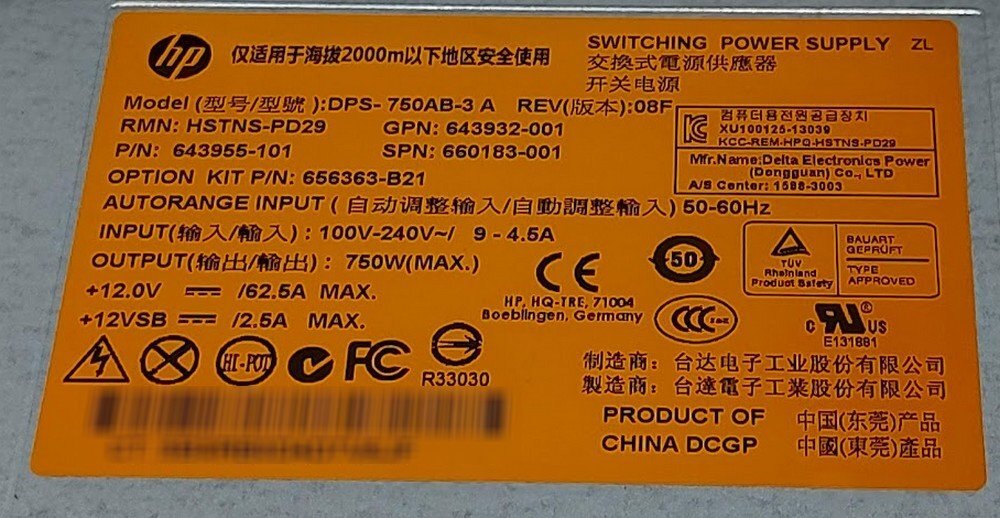 hp 仅适用于海拔2000m以下地区安全使用
SWITCHING POWER SUPPLY ZL
交換式電源供應器
开关电源
Model (型号/型號):DPS- 750AB-3 A REV(版本):08F
RMN: HSTNS-PD29 GPN: 643932-001
P/N: 643955-101 SPN: 660183-001
OPTION KIT P/N: 656363-B21
컴퓨터용전원공급장치
XU100125-13039
KCC-REM-HPQ-HSTNS-PD29
Mfr.Name;Delta Electronics Power
(Dongguan) Co., LTD
A/S Center: 1588-3003
AUTORANGE INPUT (自动调整输入/自動調整輸入) 50-60Hz
INPUT(输入/輸入): 100V-240V~/ 9 - 4.5A
OUTPUT(输出/輸出): 750W(MAX.)
+12.0V /62.5A MAX.
+12VSB /2.5A MAX.
CE
HP, HQ-TRE, 71004
Boeblingen, Germany
50
TÜV
Rheinland
Product Safety
BAUART
GEPRÜFT
TYPE
APPROVED
CCC
c RU US
E131881
HI-POT
FC
R33030
制造商: 台达电子工业股份有限公司
製造商: 台達電子工業股份有限公司
PRODUCT OF 中国(东莞)产品
CHINA DCGP 中國(東莞)產品